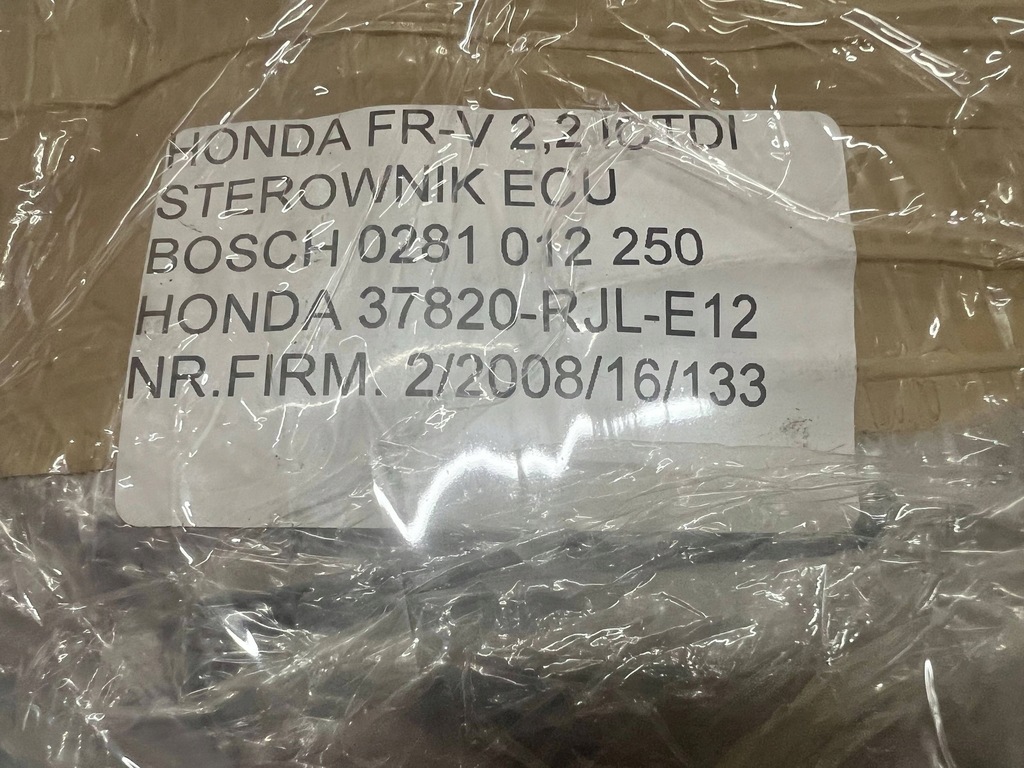 HONDA FR-V 2,2 ICTDI
STEROWNIK ECU
BOSCH 0281 012 250
HONDA 37820-RJL-E12
NR.FIRM. 2/2008/16/133